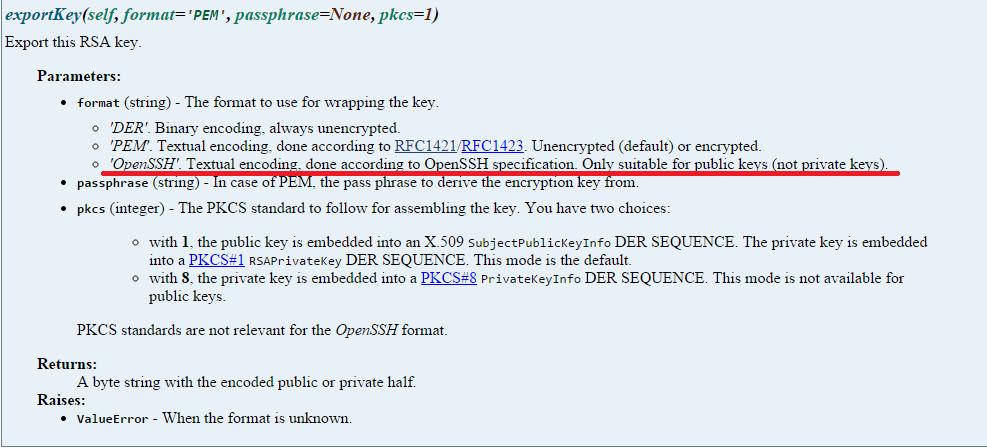 exportKey(self, format='PEM', passphrase=None, pkcs=1)
Export this RSA key.
Parameters:
• format (string) - The format to use for wrapping the key.
○ 'DER'. Binary encoding, always unencrypted.
○ 'PEM'. Textual encoding, done according to RFC1421/RFC1423. Unencrypted (default) or encrypted.
○ 'OpenSSH'. Textual encoding, done according to OpenSSH specification. Only suitable for public keys (not private keys).
• passphrase (string) - In case of PEM, the pass phrase to derive the encryption key from.
• pkcs (integer) - The PKCS standard to follow for assembling the key. You have two choices:
○ with 1, the public key is embedded into an X.509 SubjectPublicKeyInfo DER SEQUENCE. The private key is embedded
into a PKCS#1 RSAPrivateKey DER SEQUENCE. This mode is the default.
○ with 8, the private key is embedded into a PKCS#8 PrivateKeyInfo DER SEQUENCE. This mode is not available for
public keys.
PKCS standards are not relevant for the OpenSSH format.
Returns:
A byte string with the encoded public or private half.
Raises:
• ValueError - When the format is unknown.